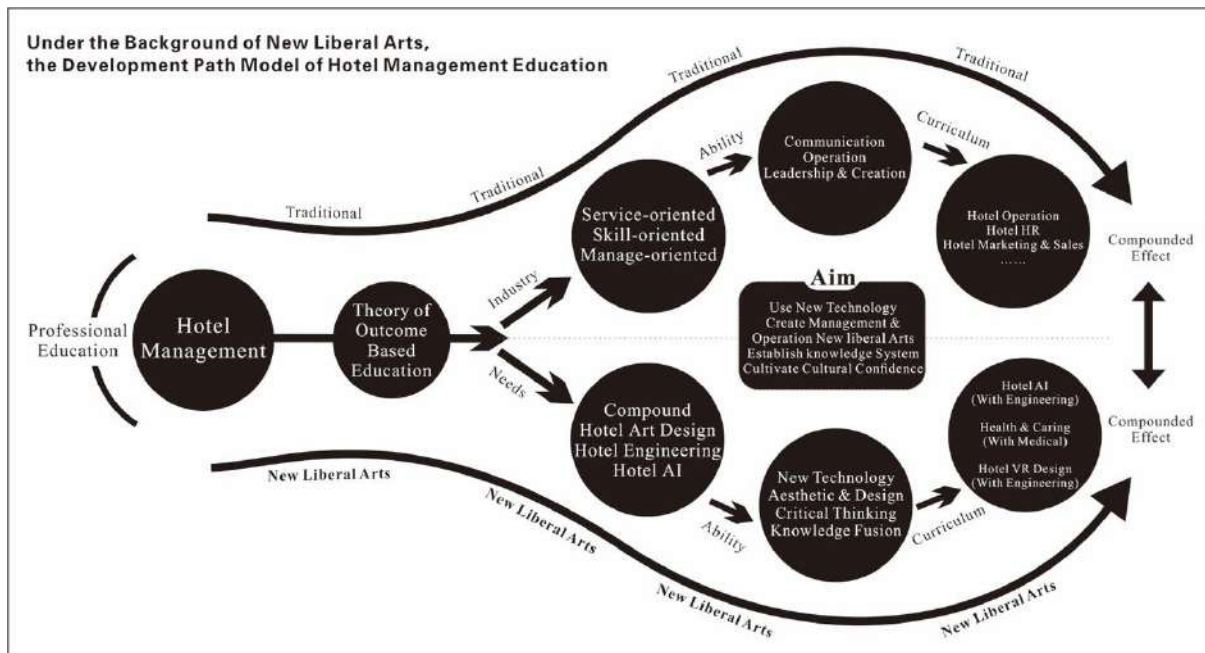 Under the Background of New Liberal Arts,
the Development Path Model of Hotel Management Education
Traditional
Traditional
Traditional
Traditional
Professional
Education
Hotel
Management
Theory of
Outcome
Based
Education
Industry
Needs
Service-oriented
Skill-oriented
Manage-oriented
Ability
Communication
Operation
Leadership & Creation
Curriculum
Hotel Operation
Hotel HR
Hotel Marketing & Sales
......
Compounded
Effect
Aim
Use New Technology
Create Management &
Operation New liberal Arts
Establish knowledge System
Cultivate Cultural Confidence
Compound
Hotel Art Design
Hotel Engineering
Hotel AI
Ability
New Technology
Aesthetic & Design
Critical Thinking
Knowledge Fusion
Curriculum
Hotel AI
(With Engineering)
Health & Caring
(With Medical)
Hotel VR Design
(With Engineering)
Compounded
Effect
New Liberal Arts
New Liberal Arts
New Liberal Arts
New Liberal Arts